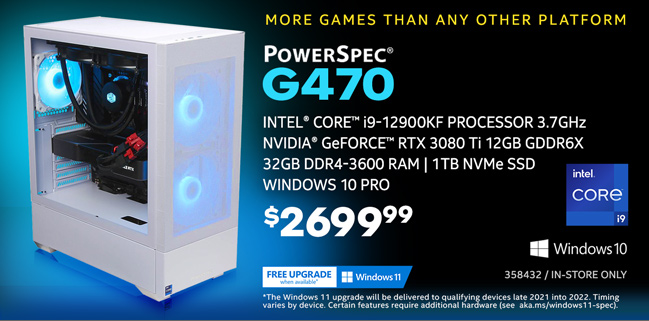 MORE GAMES THAN ANY OTHER PLATFORM
POWERSPEC®
G470
INTEL® CORE™ i9-12900KF PROCESSOR 3.7GHz
NVIDIA® GeFORCE™ RTX 3080 Ti 12GB GDDR6X
32GB DDR4-3600 RAM | 1TB NVMe SSD
WINDOWS 10 PRO
$2699⁹⁹
intel.
CORE
i9
Windows 10
FREE UPGRADE
when available*
Windows 11
358432 / IN-STORE ONLY
*The Windows 11 upgrade will be delivered to qualifying devices late 2021 into 2022. Timing
varies by device. Certain features require additional hardware (see aka.ms/windows11-spec).